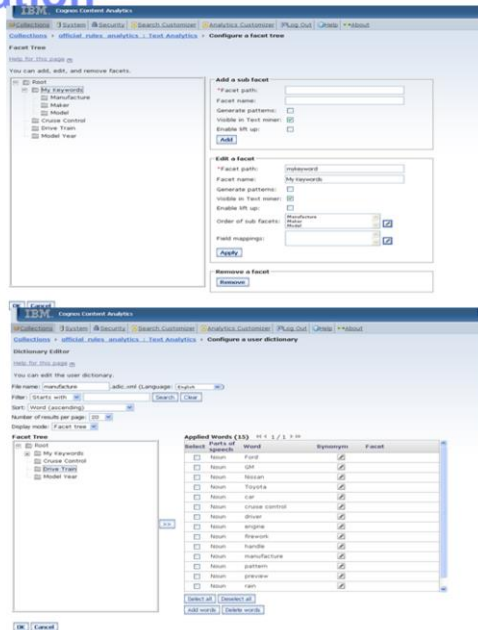 IBM. Cognos Content Analytics
Collections System Security Search Customizer Analytics Customizer Log Out Help About
Collections › official_rules_analytics : Text Analytics › Configure a facet tree
Facet Tree
Help for this page
You can add, edit, and remove facets.
Root
My Keywords
Manufacture
Maker
Model
Cruise Control
Drive Train
Model Year
Add a sub facet
*Facet path:
Facet name:
Generate patterns:
Visible in Text miner:
Enable lift up:
Add
Edit a facet
*Facet path: mykeyword
Facet name: My Keywords
Generate patterns:
Visible in Text miner:
Enable lift up:
Order of sub facets: Manufacture
Maker
Model
Field mappings:
Apply
Remove a facet
Remove
OK Cancel
IBM. Cognos Content Analytics
Collections System Security Search Customizer Analytics Customizer Log Out Help About
Collections › official_rules_analytics : Text Analytics › Configure a user dictionary
Dictionary Editor
Help for this page
You can edit the user dictionary.
File name: manufacture .adic.xml (Language: English )
Filter: Starts with Search Clear
Sort: Word (ascending)
Number of results per page: 20
Display mode: Facet tree
Facet Tree
Root
My Keywords
Cruise Control
Drive Train
Model Year
>>
Applied Words (15) 1 / 1
Select Parts of speech Word Synonym Facet
Noun Ford
Noun GM
Noun Nissan
Noun Toyota
Noun car
Noun cruise control
Noun driver
Noun engine
Noun firework
Noun handle
Noun manufacture
Noun pattern
Noun preview
Noun rain
Select all Deselect all
Add words Delete words
OK Cancel